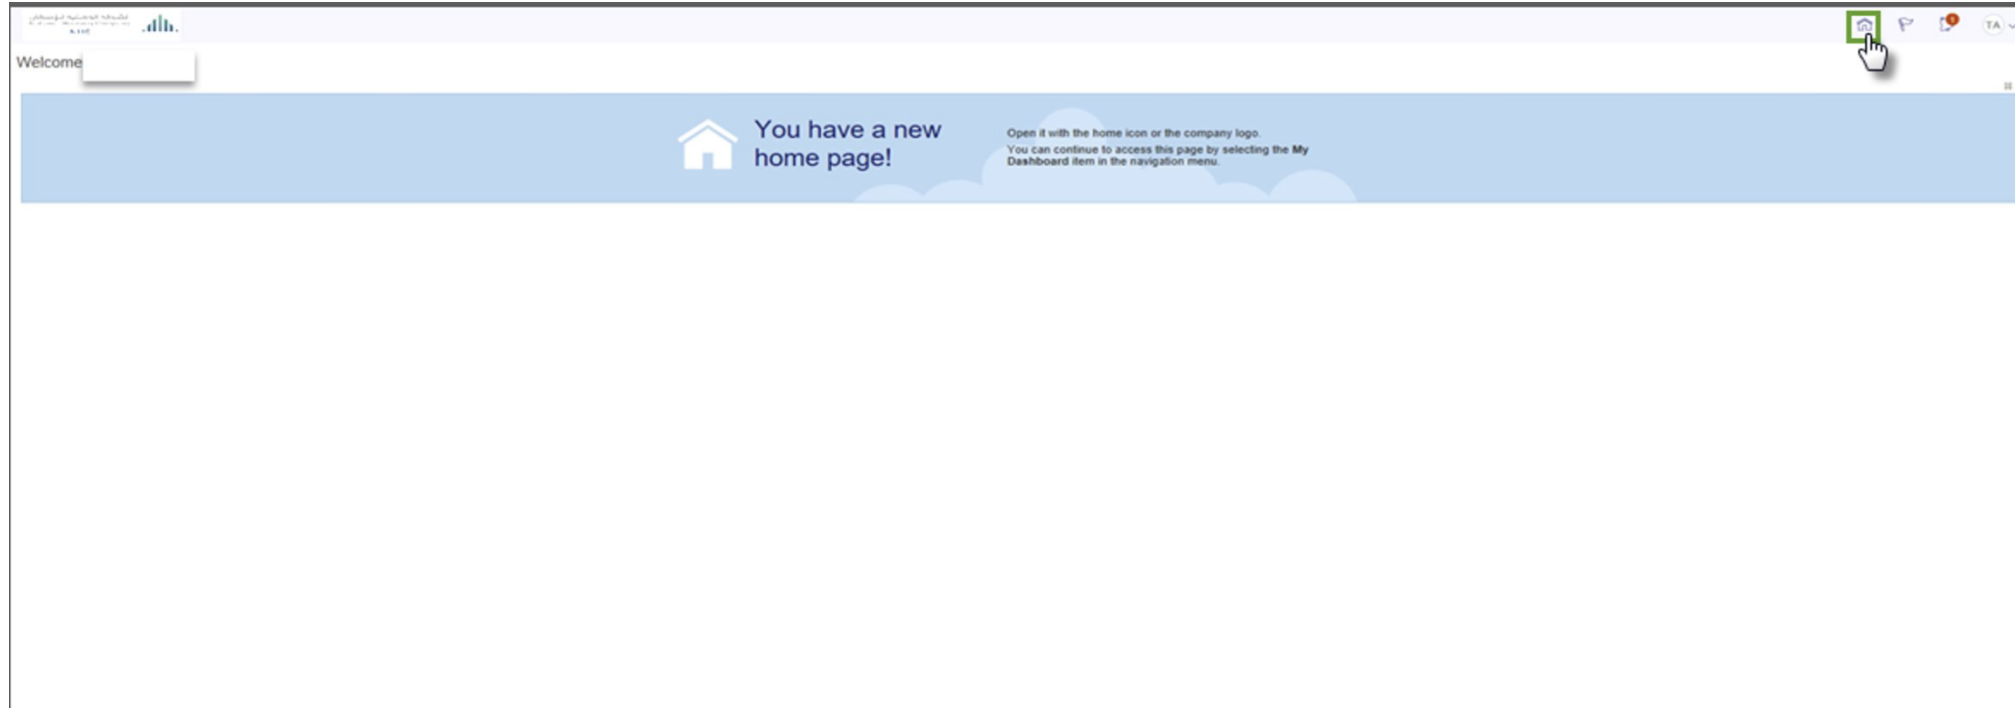 TA
Welcome
You have a new
home page!
Open it with the home icon or the company logo.
You can continue to access this page by selecting the My
Dashboard item in the navigation menu.